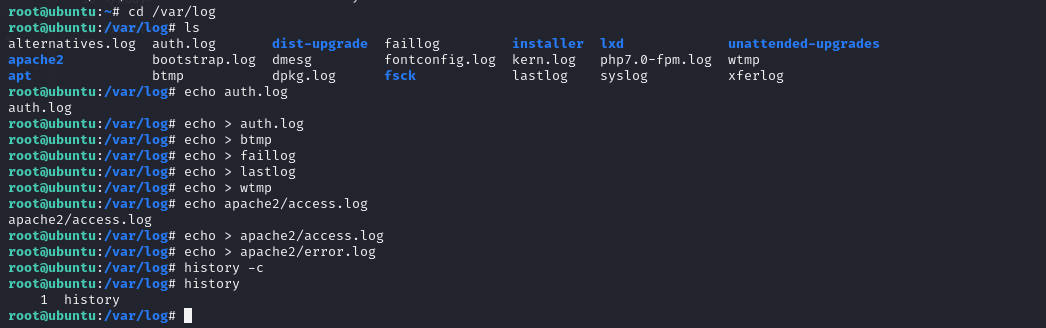 root@ubuntu:~# cd /var/log
root@ubuntu:/var/log# ls
alternatives.log  auth.log       dist-upgrade  faillog         installer  lxd             unattended-upgrades
apache2           bootstrap.log  dmesg         fontconfig.log  kern.log   php7.0-fpm.log  wtmp
apt               btmp           dpkg.log      fsck            lastlog    syslog          xferlog
root@ubuntu:/var/log# echo auth.log
auth.log
root@ubuntu:/var/log# echo > auth.log
root@ubuntu:/var/log# echo > btmp
root@ubuntu:/var/log# echo > faillog
root@ubuntu:/var/log# echo > lastlog
root@ubuntu:/var/log# echo > wtmp
root@ubuntu:/var/log# echo apache2/access.log
apache2/access.log
root@ubuntu:/var/log# echo > apache2/access.log
root@ubuntu:/var/log# echo > apache2/error.log
root@ubuntu:/var/log# history -c
root@ubuntu:/var/log# history
    1  history
root@ubuntu:/var/log#